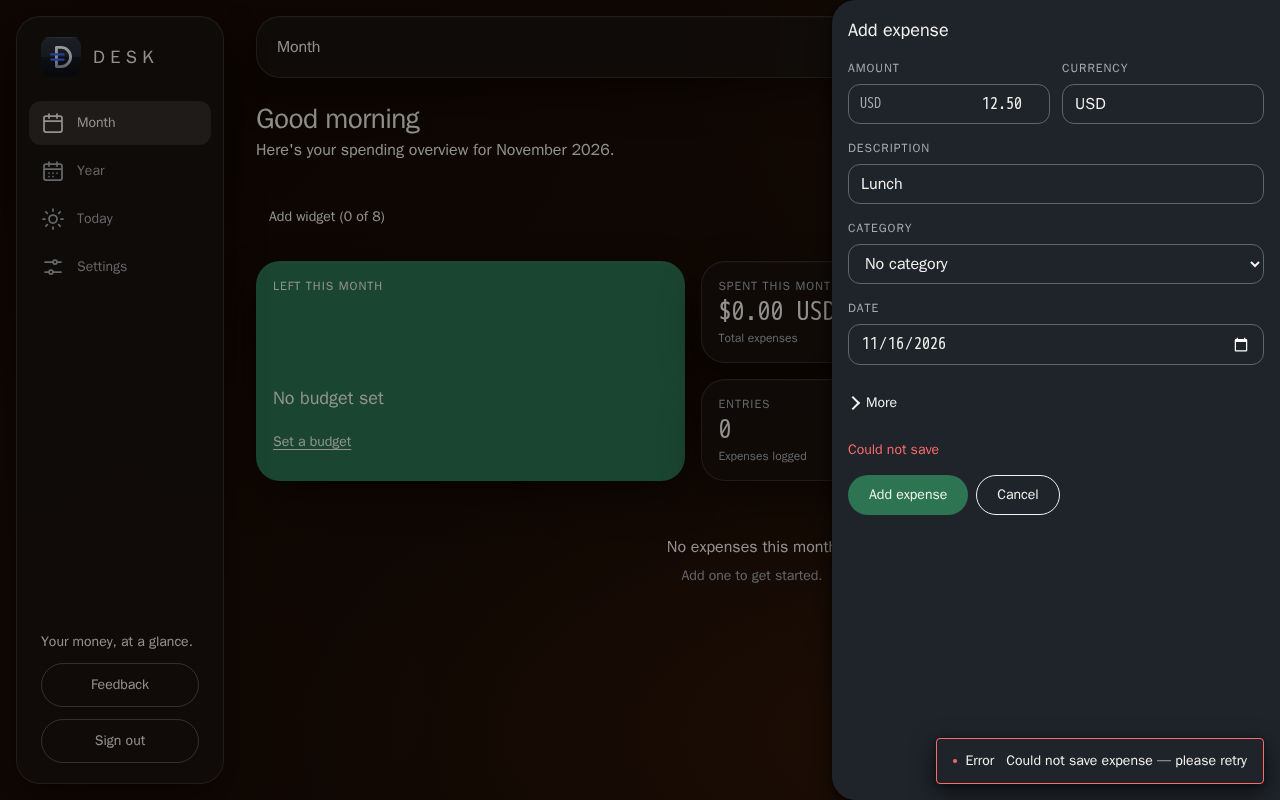 DESK
Month
Year
Today
Settings
Your money, at a glance.
Feedback
Sign out
Month
Good morning
Here's your spending overview for November 2026.
Add widget (0 of 8)
LEFT THIS MONTH
No budget set
Set a budget
SPENT THIS MONT
$0.00 USD
Total expenses
ENTRIES
0
Expenses logged
No expenses this month
Add one to get started.
Add expense
AMOUNT
CURRENCY
USD 12.50
USD
DESCRIPTION
Lunch
CATEGORY
No category
DATE
11/16/2026
More
Could not save
Add expense
Cancel
Error Could not save expense — please retry